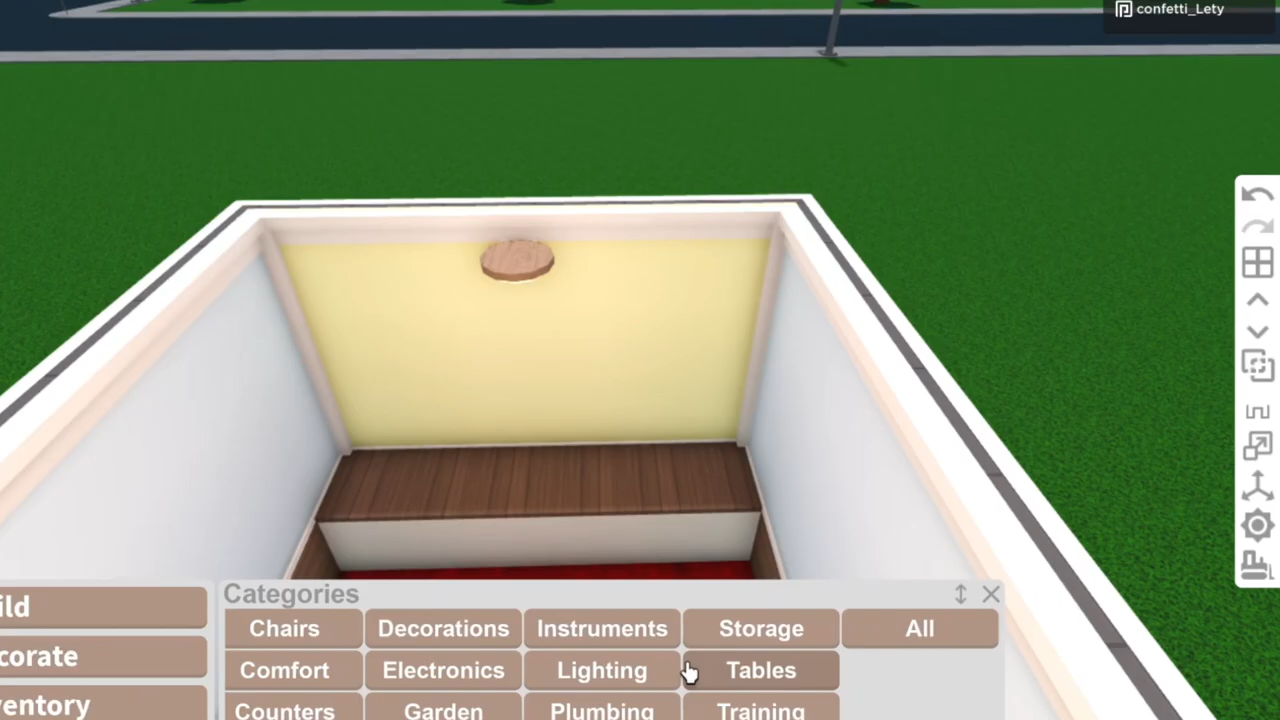 confetti_Lety
ild
corate
ventory
Categories
Chairs Decorations Instruments Storage All
Comfort Electronics Lighting Tables
Counters Garden Plumbing Training